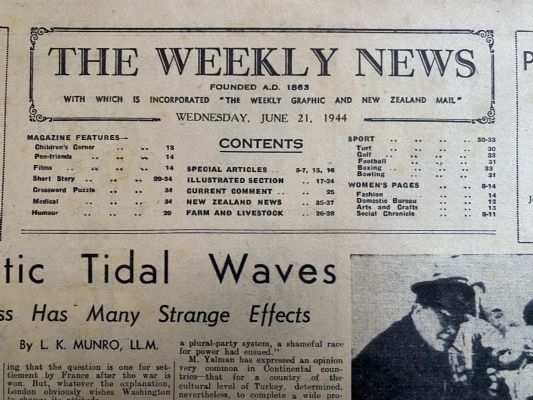 THE WEEKLY NEWS
FOUNDED A.D. 1863
WITH WHICH IS INCORPORATED "THE WEEKLY GRAPHIC AND NEW ZEALAND MAIL"
WEDNESDAY, JUNE 21, 1944
MAGAZINE FEATURES—
Children's Corner .. .. 13
Pen-friends .. .. .. 14
Films .. .. .. .. 14
Short Story .. .. .. 29-34
Crossword Puzzle .. .. 34
Medical .. .. .. 34
Humour .. .. .. 29
CONTENTS
SPECIAL ARTICLES .. 3-7, 15, 16
ILLUSTRATED SECTION .. 17-24
CURRENT COMMENT .. .. 25
NEW ZEALAND NEWS .. 35-37
FARM AND LIVESTOCK .. 26-28
SPORT .. .. .. .. 30-33
Turf .. .. .. .. 30
Golf .. .. .. .. 33
Football .. .. .. 31
Boxing .. .. .. 33
Bowling .. .. .. 31
WOMEN'S PAGES .. .. 8-14
Fashion .. .. .. 14
Domestic Bureau .. .. 12
Arts and Crafts .. .. 13
Social Chronicle .. .. 8-11
tic Tidal Waves
ss Has Many Strange Effects
By L. K. MUNRO, LL.M.
ing that the question is one for set-
tlement by France after the war is
won. But, whatever the explanation,
London obviously wishes Washington
a plural-party system, a shameful race
for power had ensued."
M. Yalman has expressed an opinion
very common in Continental coun-
tries—that for a country of the
cultural level of Turkey, determined,
nevertheless, to complete a wide pro-